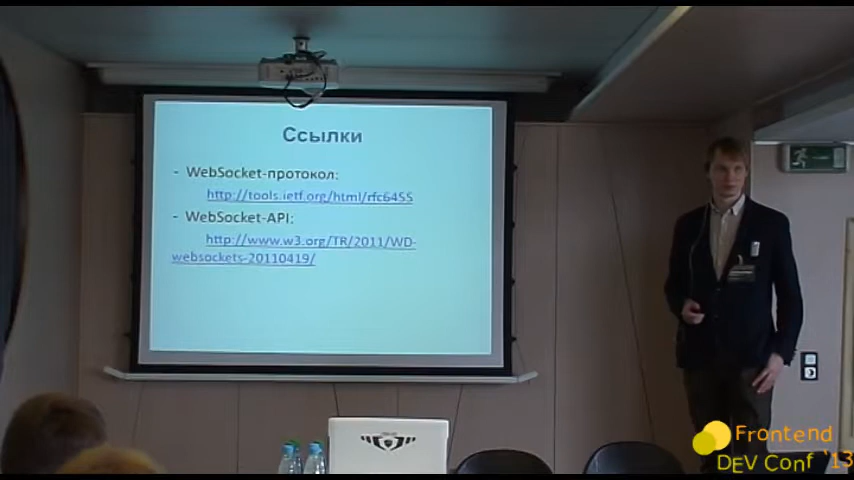 Ссылки
- WebSocket-протокол:
http://tools.ietf.org/html/rfc6455
- WebSocket-API:
http://www.w3.org/TR/2011/WD-
websockets-20110419/
Frontend
DEV Conf '13